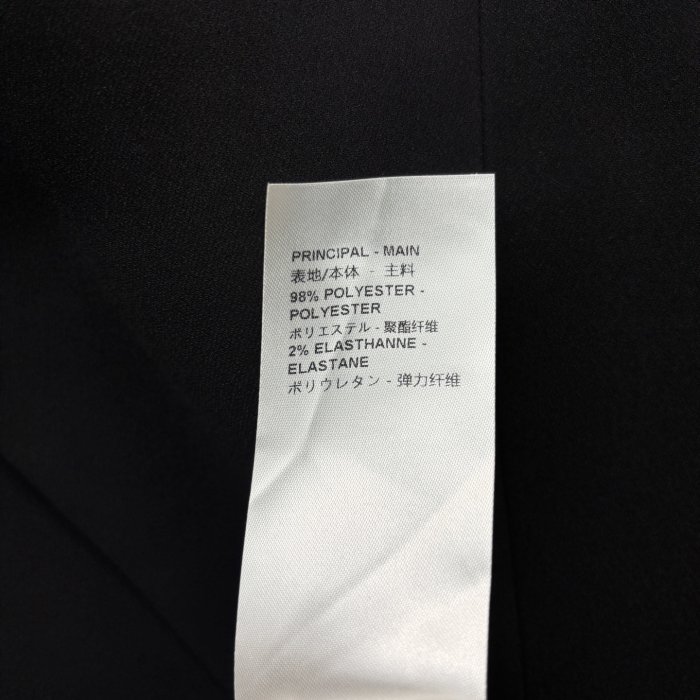 PRINCIPAL - MAIN
表地/本体 - 主料
98% POLYESTER -
POLYESTER
ポリエステル - 聚酯纤维
2% ELASTHANNE -
ELASTANE
ポリウレタン - 弹力纤维